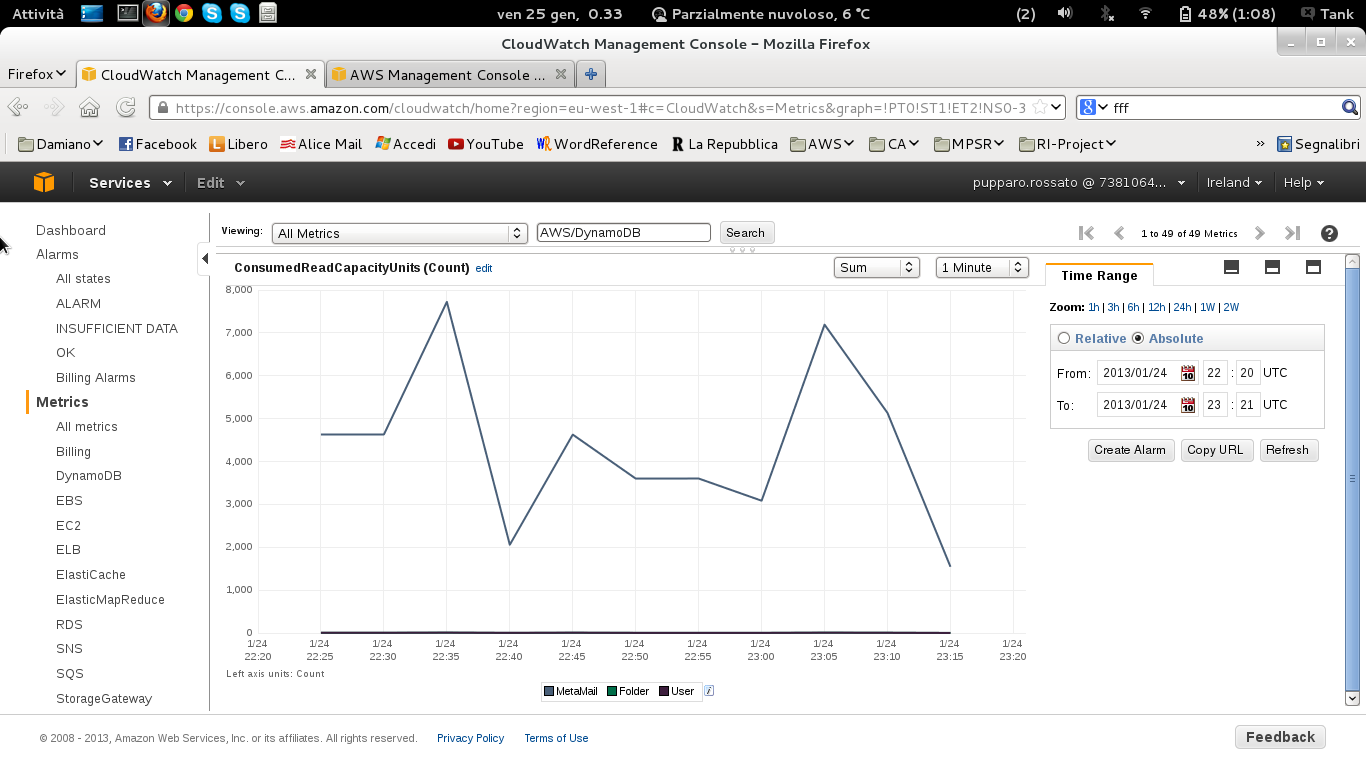 Attività ven 25 gen, 0.33 Parzialmente nuvoloso, 6 °C (2) 48% (1:08) Tank
CloudWatch Management Console - Mozilla Firefox
Firefox CloudWatch Management C... AWS Management Console ...
https://console.aws.amazon.com/cloudwatch/home?region=eu-west-1#c=CloudWatch&s=Metrics&graph=!PT0!ST1!ET2!NS0-3 fff
Damiano Facebook Libero Alice Mail Accedi YouTube WordReference La Repubblica AWS CA MPSR RI-Project » Segnalibri
Services Edit pupparo.rossato @ 7381064... Ireland Help
Dashboard
Alarms
All states
ALARM
INSUFFICIENT DATA
OK
Billing Alarms
Metrics
All metrics
Billing
DynamoDB
EBS
EC2
ELB
ElastiCache
ElasticMapReduce
RDS
SNS
SQS
StorageGateway
Viewing: All Metrics AWS/DynamoDB Search 1 to 49 of 49 Metrics
ConsumedReadCapacityUnits (Count) edit Sum 1 Minute
8,000
7,000
6,000
5,000
4,000
3,000
2,000
1,000
0
1/24 1/24 1/24 1/24 1/24 1/24 1/24 1/24 1/24 1/24 1/24 1/24 1/24
22:20 22:25 22:30 22:35 22:40 22:45 22:50 22:55 23:00 23:05 23:10 23:15 23:20
Left axis units: Count
MetaMail Folder User
Time Range
Zoom: 1h | 3h | 6h | 12h | 24h | 1W | 2W
Relative Absolute
From: 2013/01/24 22 : 20 UTC
To: 2013/01/24 23 : 21 UTC
Create Alarm Copy URL Refresh
© 2008 - 2013, Amazon Web Services, Inc. or its affiliates. All rights reserved. Privacy Policy Terms of Use Feedback